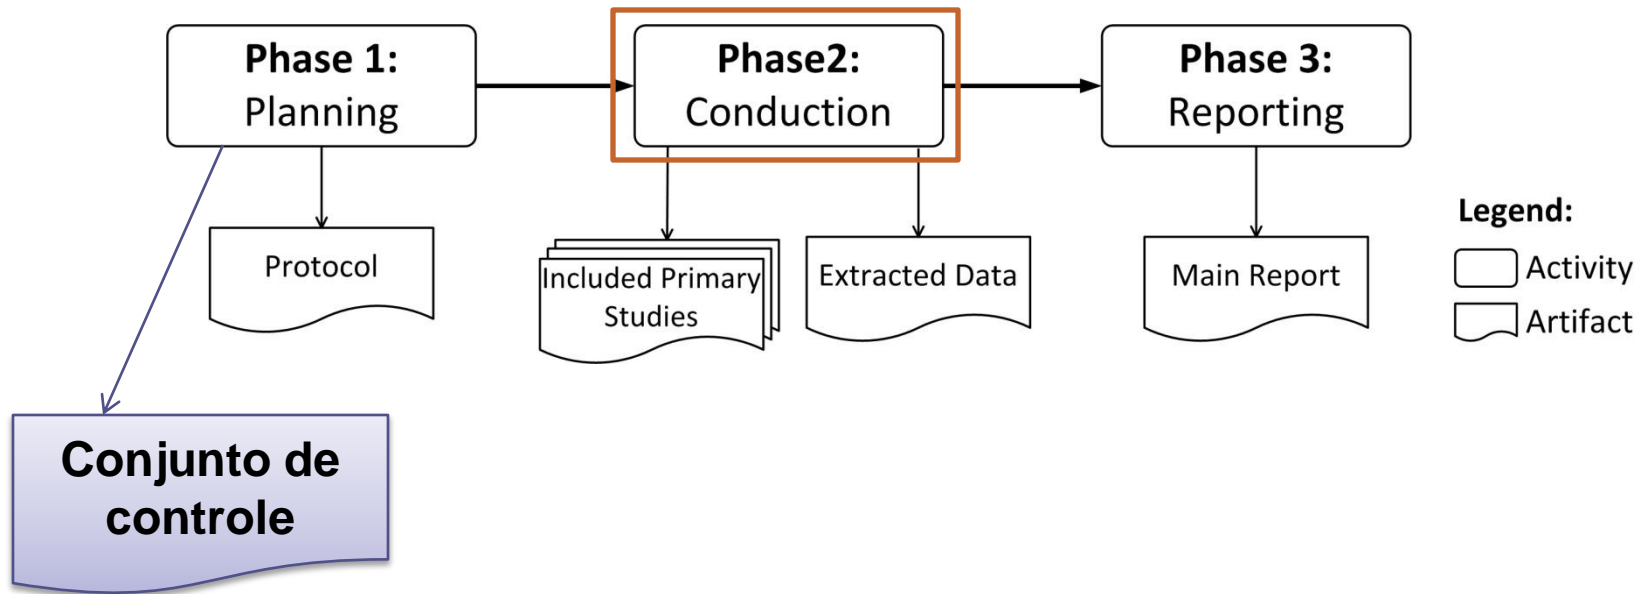 Phase 1:
Planning
Phase2:
Conduction
Phase 3:
Reporting
Protocol
Included Primary
Studies
Extracted Data
Main Report
Legend:
Activity
Artifact
Conjunto de
controle